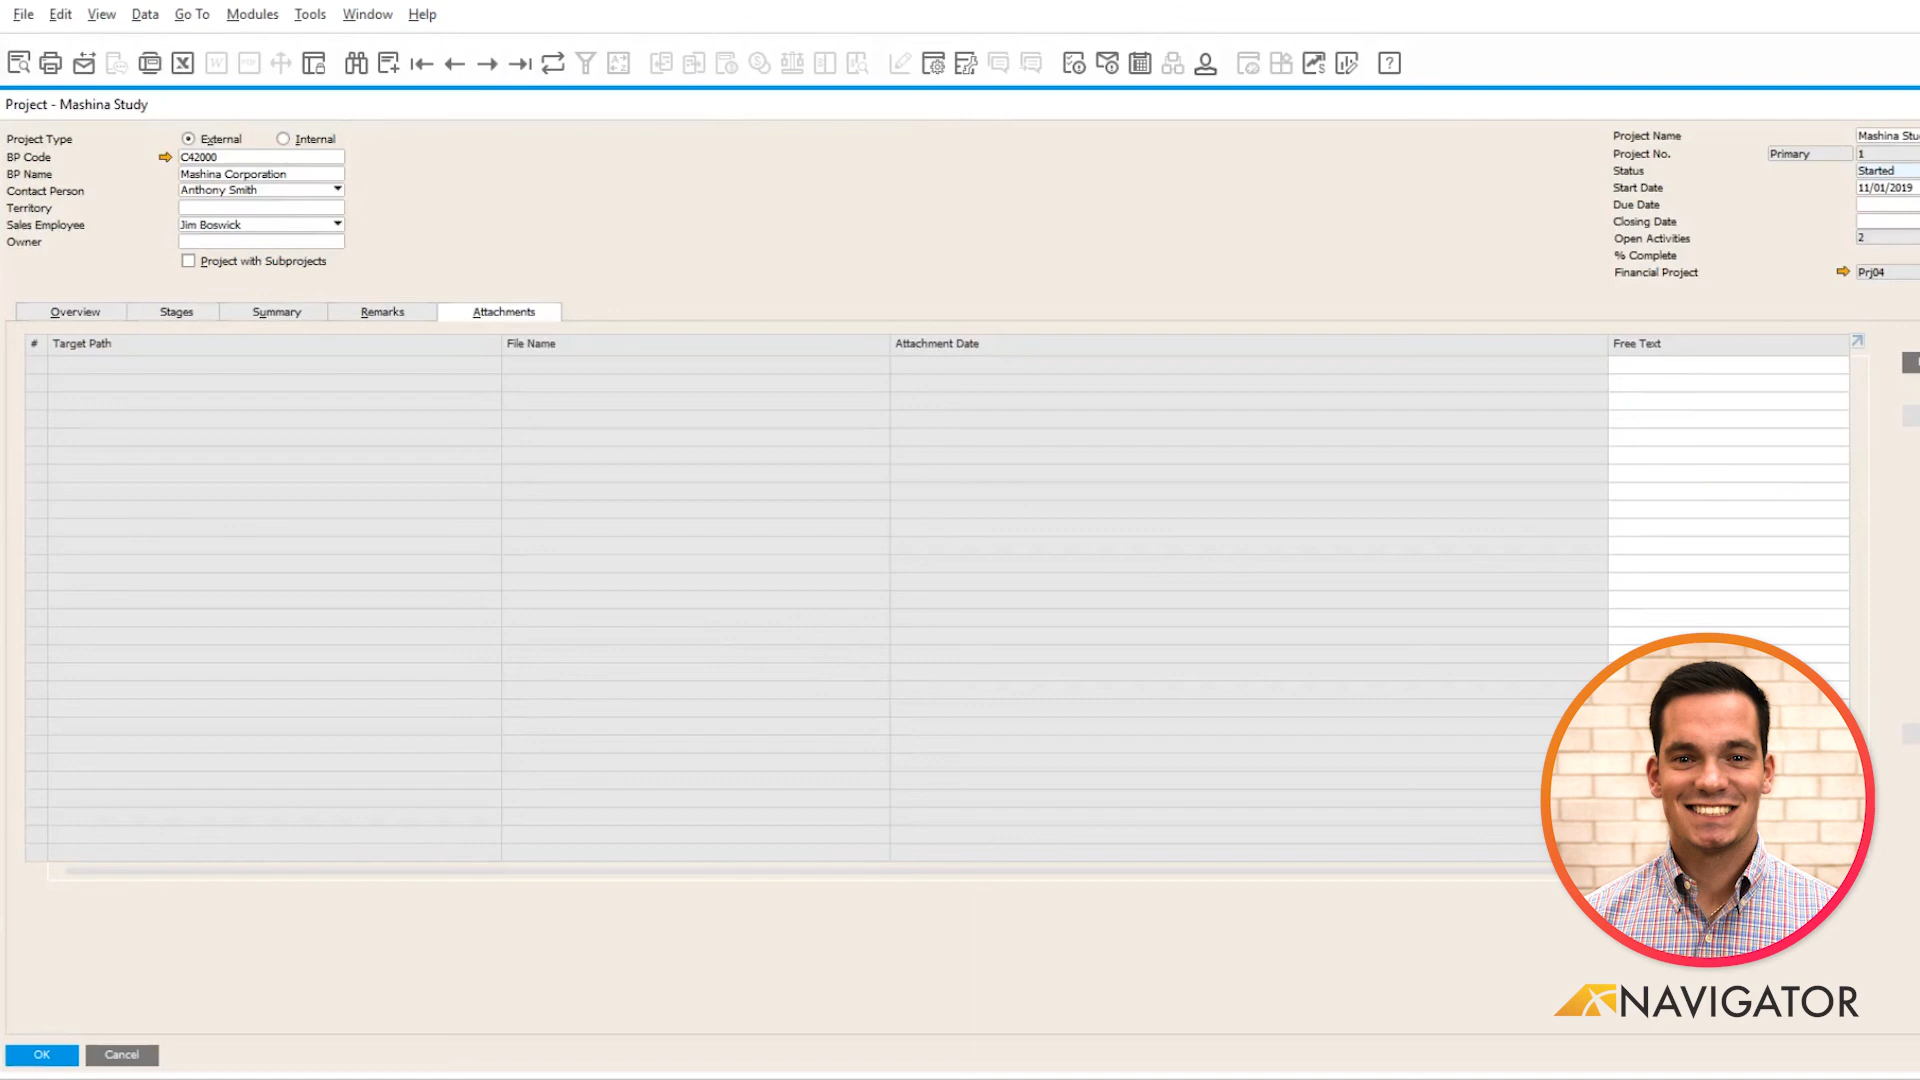 File Edit View Data Go To Modules Tools Window Help
Project - Mashina Study
Project Type External Internal
BP Code C42000
BP Name Mashina Corporation
Contact Person Anthony Smith
Territory
Sales Employee Jim Boswick
Owner
Project with Subprojects
Project Name Mashina Stu
Project No. Primary 1
Status Started
Start Date 11/01/2019
Due Date
Closing Date
Open Activities 2
% Complete
Financial Project Prj04
Overview Stages Summary Remarks Attachments
# Target Path File Name Attachment Date Free Text
NAVIGATOR
OK Cancel